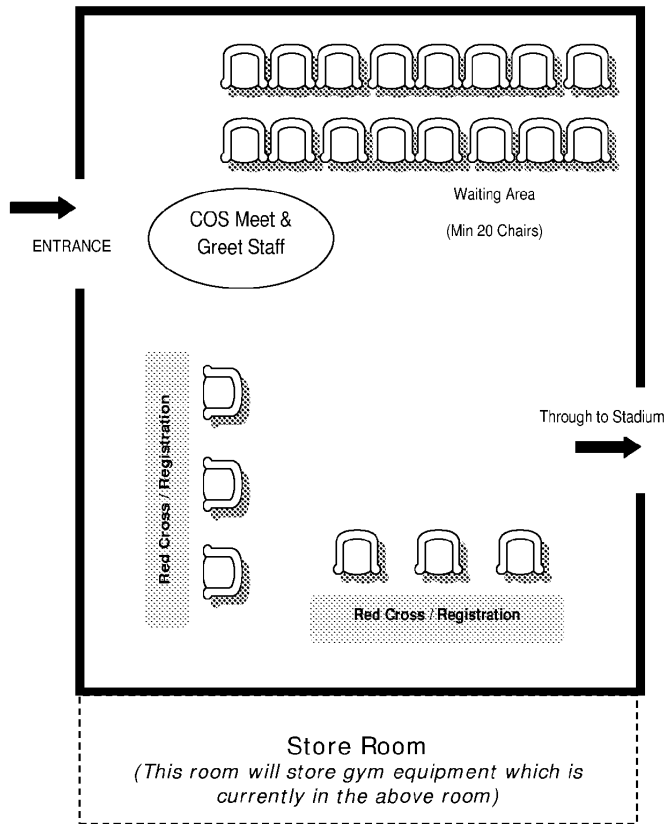 Waiting Area
(Min 20 Chairs)
COS Meet &
Greet Staff
ENTRANCE
Through to Stadium
Red Cross / Registration
Red Cross / Registration
Store Room
(This room will store gym equipment which is
currently in the above room)